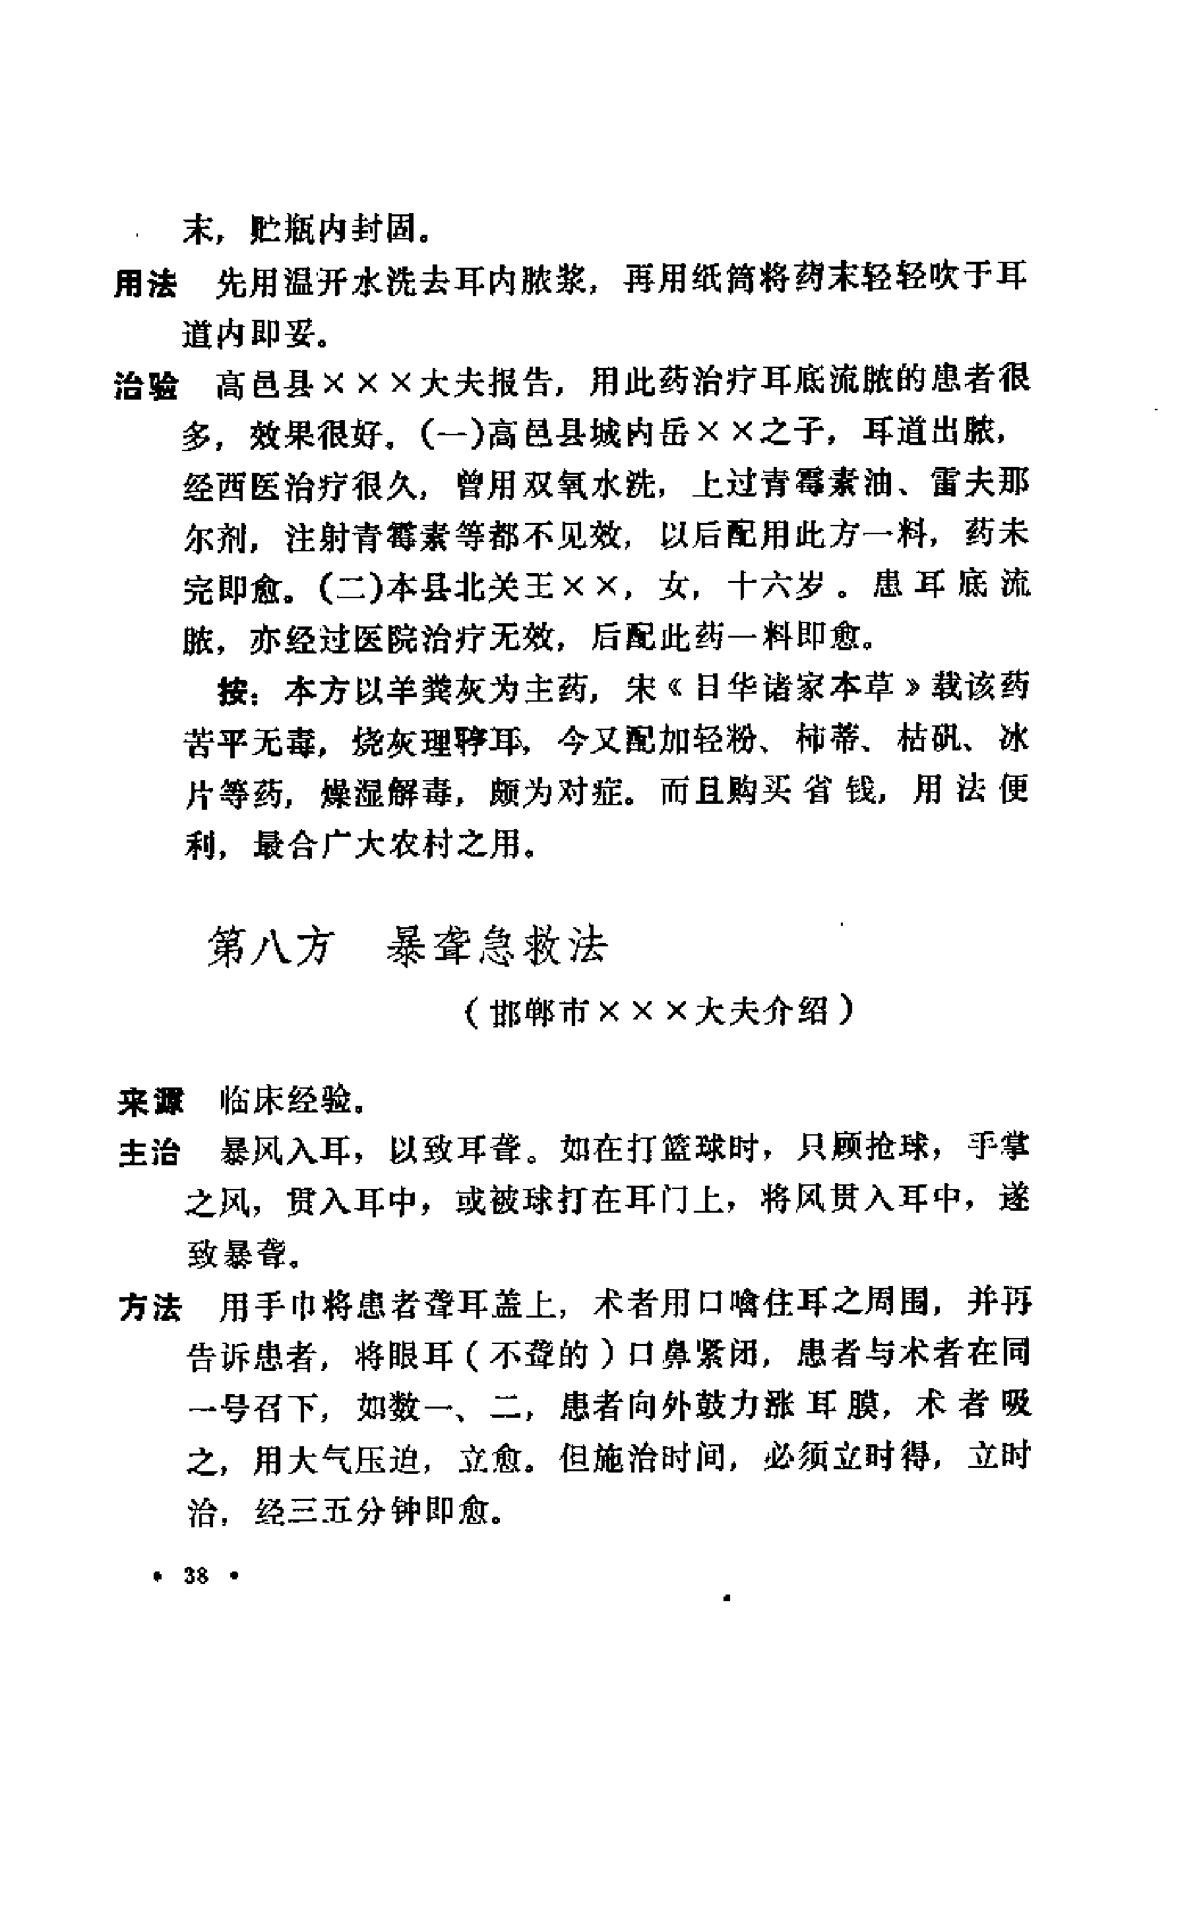 末，贮瓶内封固。
用法　先用温开水洗去耳内脓浆，再用纸筒将药末轻轻吹于耳
道内即妥。
治验　高邑县×××大夫报告，用此药治疗耳底流脓的患者很
多，效果很好。(一)高邑县城内岳××之子，耳道出脓，
经西医治疗很久，曾用双氧水洗，上过青霉素油、雷夫那
尔剂，注射青霉素等都不见效，以后配用此方一料，药未
完即愈。(二)本县北关王××，女，十六岁。患耳底流
脓，亦经过医院治疗无效，后配此药一料即愈。
按：本方以羊粪灰为主药，宋《日华诸家本草》载该药
苦平无毒，烧灰理聤耳，今又配加轻粉、柿蒂、枯矾、冰
片等药，燥湿解毒，颇为对症。而且购买省钱，用法便
利，最合广大农村之用。
第八方　暴聋急救法
（邯郸市×××大夫介绍）
来源　临床经验。
主治　暴风入耳，以致耳聋。如在打篮球时，只顾抢球，手掌
之风，贯入耳中，或被球打在耳门上，将风贯入耳中，遂
致暴聋。
方法　用手巾将患者聋耳盖上，术者用口噙住耳之周围，并再
告诉患者，将眼耳（不聋的）口鼻紧闭，患者与术者在同
一号召下，如数一、二，患者向外鼓力涨耳膜，术者吸
之，用大气压迫，立愈。但施治时间，必须立时得，立时
治，经三五分钟即愈。
• 38 •